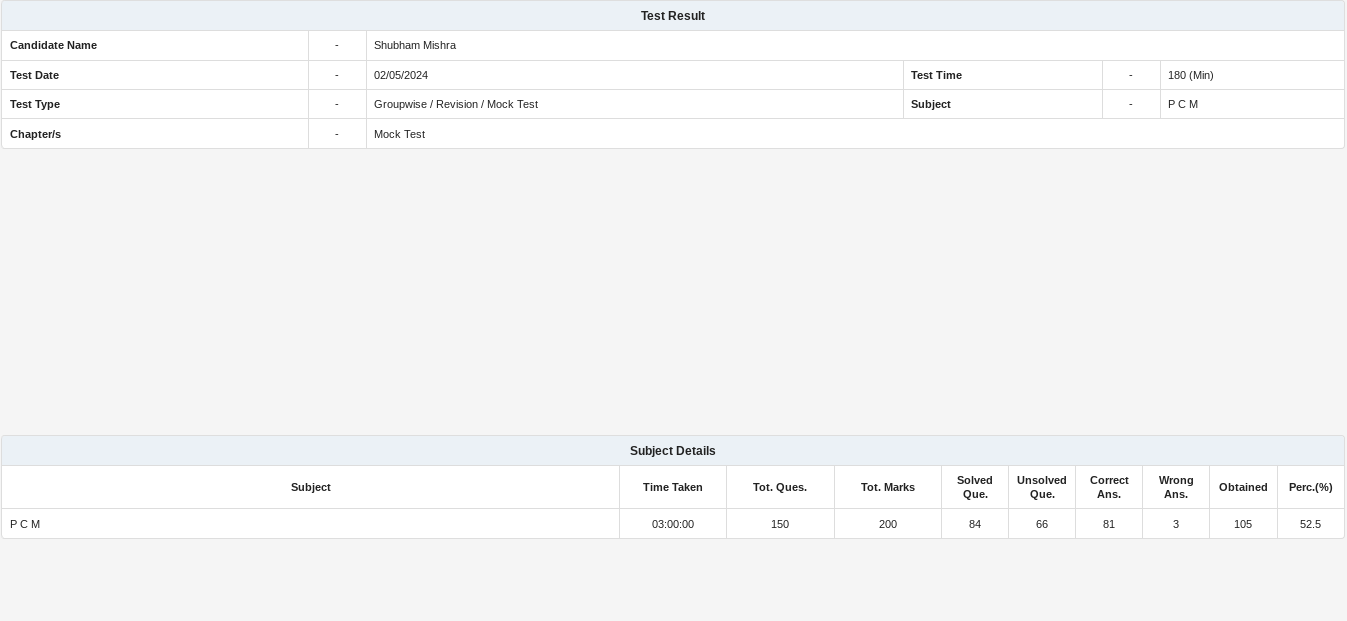 Test Result
Candidate Name - Shubham Mishra
Test Date - 02/05/2024 Test Time - 180 (Min)
Test Type - Groupwise / Revision / Mock Test Subject - P C M
Chapter/s - Mock Test
Subject Details
Subject Time Taken Tot. Ques. Tot. Marks Solved Que. Unsolved Que. Correct Ans. Wrong Ans. Obtained Perc.(%)
P C M 03:00:00 150 200 84 66 81 3 105 52.5